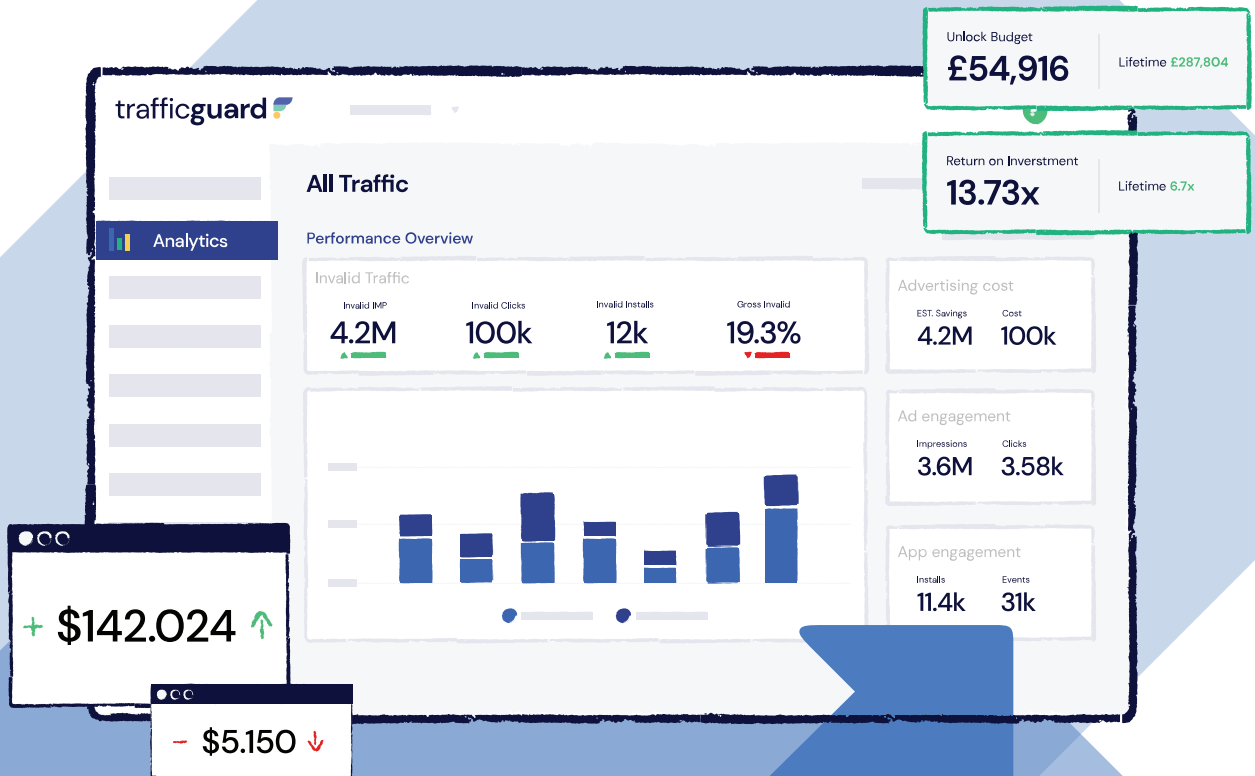 Unlock Budget
£54,916
Lifetime £287,804
trafficguard
Return on Inverstment
13.73x
Lifetime 6.7x
All Traffic
Analytics
Performance Overview
Invalid Traffic
Invalid IMP
Invalid Clicks
Invalid Installs
Gross Invalid
4.2M
100k
12k
19.3%
Advertising cost
EST. Savings
Cost
4.2M
100k
Ad engagement
Impressions
Clicks
3.6M
3.58k
App engagement
Installs
Events
11.4k
31k
+ $142.024
- $5.150